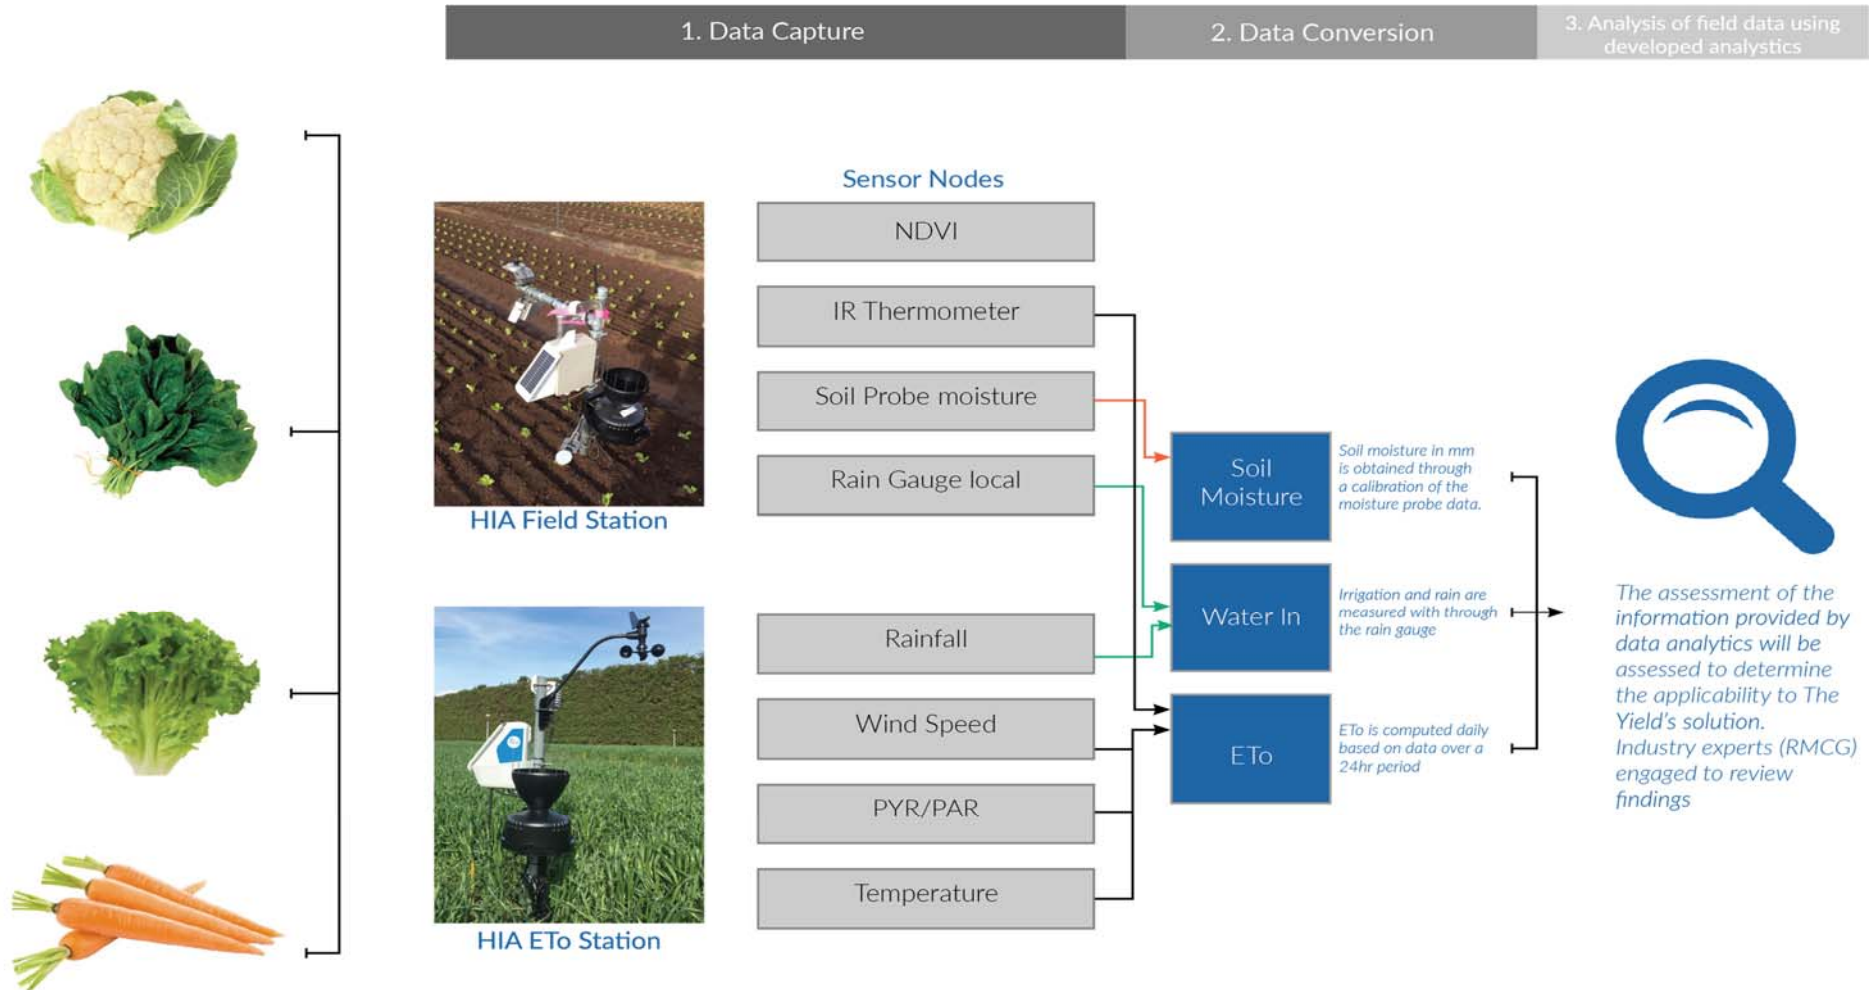 1. Data Capture
2. Data Conversion
3. Analysis of field data using
developed analystics
Sensor Nodes
NDVI
IR Thermometer
Soil Probe moisture
Rain Gauge local
HIA Field Station
Rainfall
Wind Speed
PYR/PAR
Temperature
HIA ETo Station
Soil
Moisture
Soil moisture in mm
is obtained through
a calibration of the
moisture probe data.
Water In
Irrigation and rain are
measured with through
the rain gauge
ETo
ETo is computed daily
based on data over a
24hr period
The assessment of the
information provided by
data analytics will be
assessed to determine
the applicability to The
Yield's solution.
Industry experts (RMCG)
engaged to review
findings